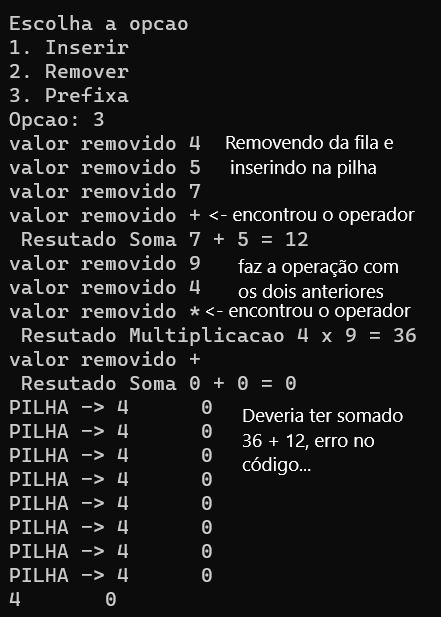 Escolha a opcao
1. Inserir
2. Remover
3. Prefixa
Opcao: 3
valor removido 4 Removendo da fila e
valor removido 5 inserindo na pilha
valor removido 7
valor removido + <- encontrou o operador
Resutado Soma 7 + 5 = 12
valor removido 9 faz a operação com
valor removido 4 os dois anteriores
valor removido * <- encontrou o operador
Resutado Multiplicacao 4 x 9 = 36
valor removido +
Resutado Soma 0 + 0 = 0
PILHA -> 4 0 Deveria ter somado
PILHA -> 4 0 36 + 12, erro no
PILHA -> 4 0 código...
PILHA -> 4 0
PILHA -> 4 0
PILHA -> 4 0
PILHA -> 4 0
PILHA -> 4 0
4 0